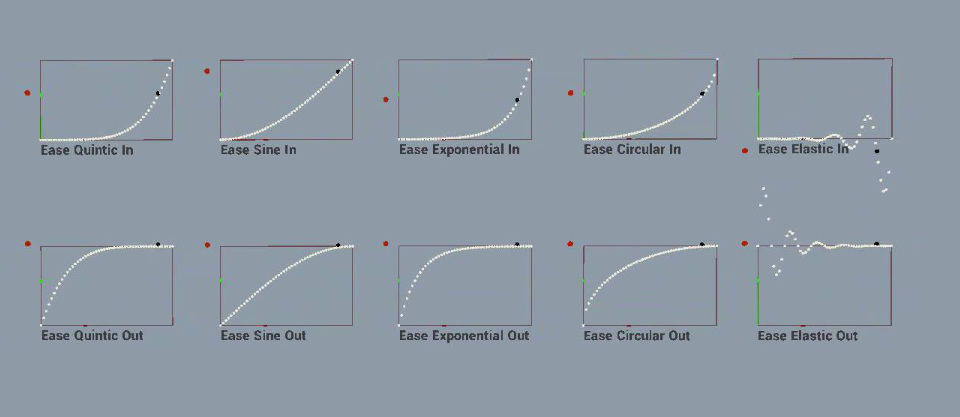 Ease Quintic In
Ease Sine In
Ease Exponential In
Ease Circular In
Ease Elastic In
Ease Quintic Out
Ease Sine Out
Ease Exponential Out
Ease Circular Out
Ease Elastic Out